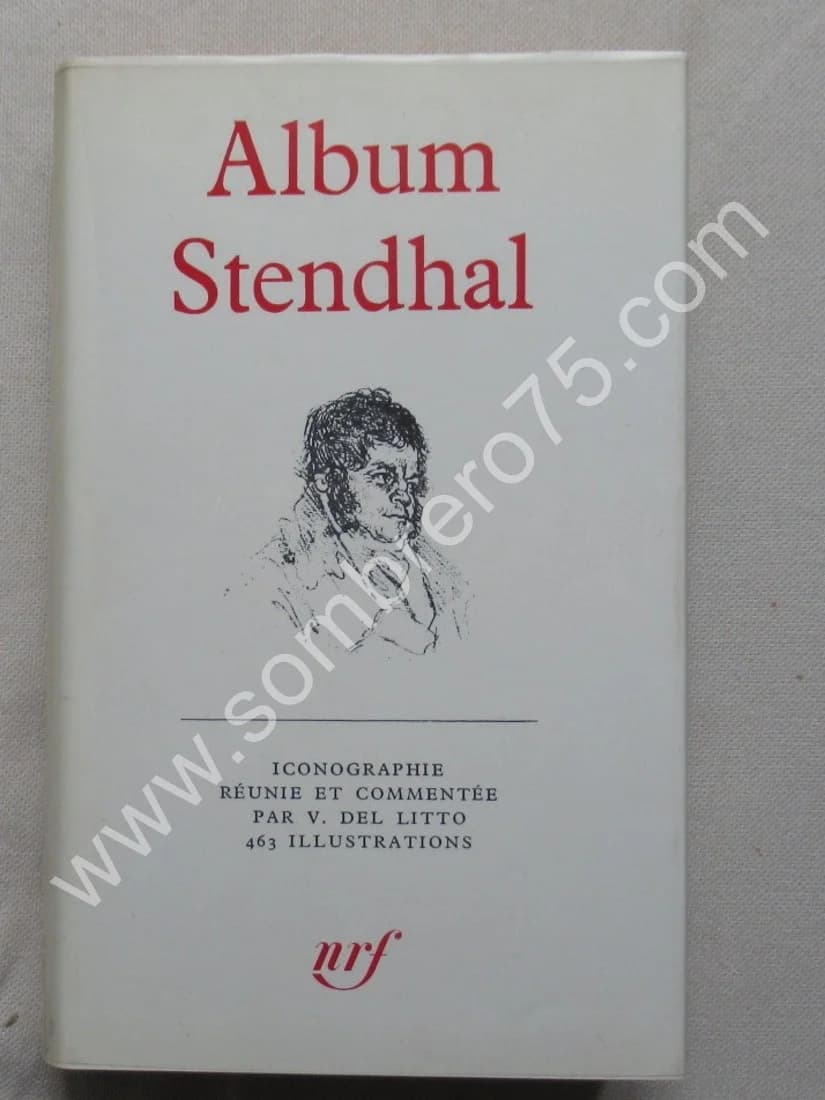 Album
Stendhal
ICONOGRAPHIE
RÉUNIE ET COMMENTÉE
PAR V. DEL LITTO
463 ILLUSTRATIONS
nrf
www.sombrero75.com